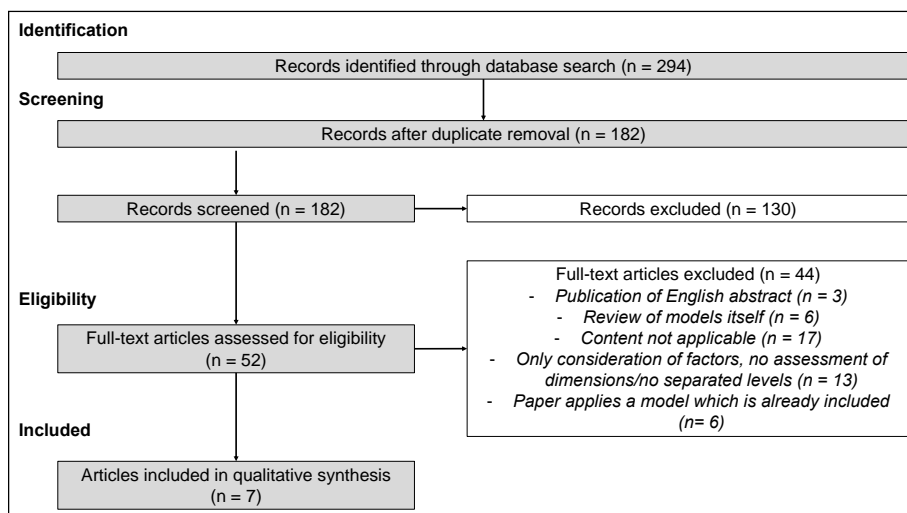 Identification
Records identified through database search (n = 294)
Screening
Records after duplicate removal (n = 182)
Records screened (n = 182)
Records excluded (n = 130)
Eligibility
Full-text articles assessed for eligibility
(n = 52)
Full-text articles excluded (n = 44)
- Publication of English abstract (n = 3)
- Review of models itself (n = 6)
- Content not applicable (n = 17)
- Only consideration of factors, no assessment of
dimensions/no separated levels (n = 13)
- Paper applies a model which is already included
(n= 6)
Included
Articles included in qualitative synthesis
(n = 7)